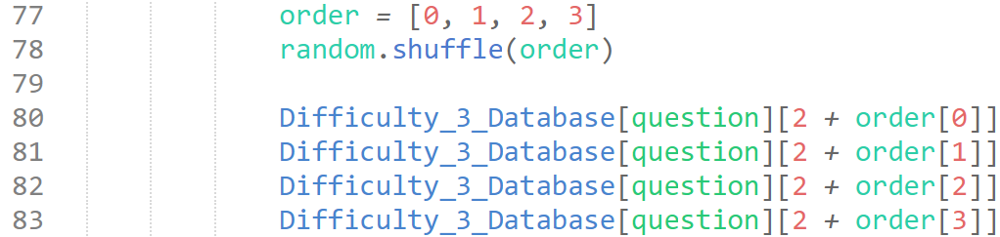 77 order = [0, 1, 2, 3]
78 random.shuffle(order)
79
80 Difficulty_3_Database[question][2 + order[0]]
81 Difficulty_3_Database[question][2 + order[1]]
82 Difficulty_3_Database[question][2 + order[2]]
83 Difficulty_3_Database[question][2 + order[3]]